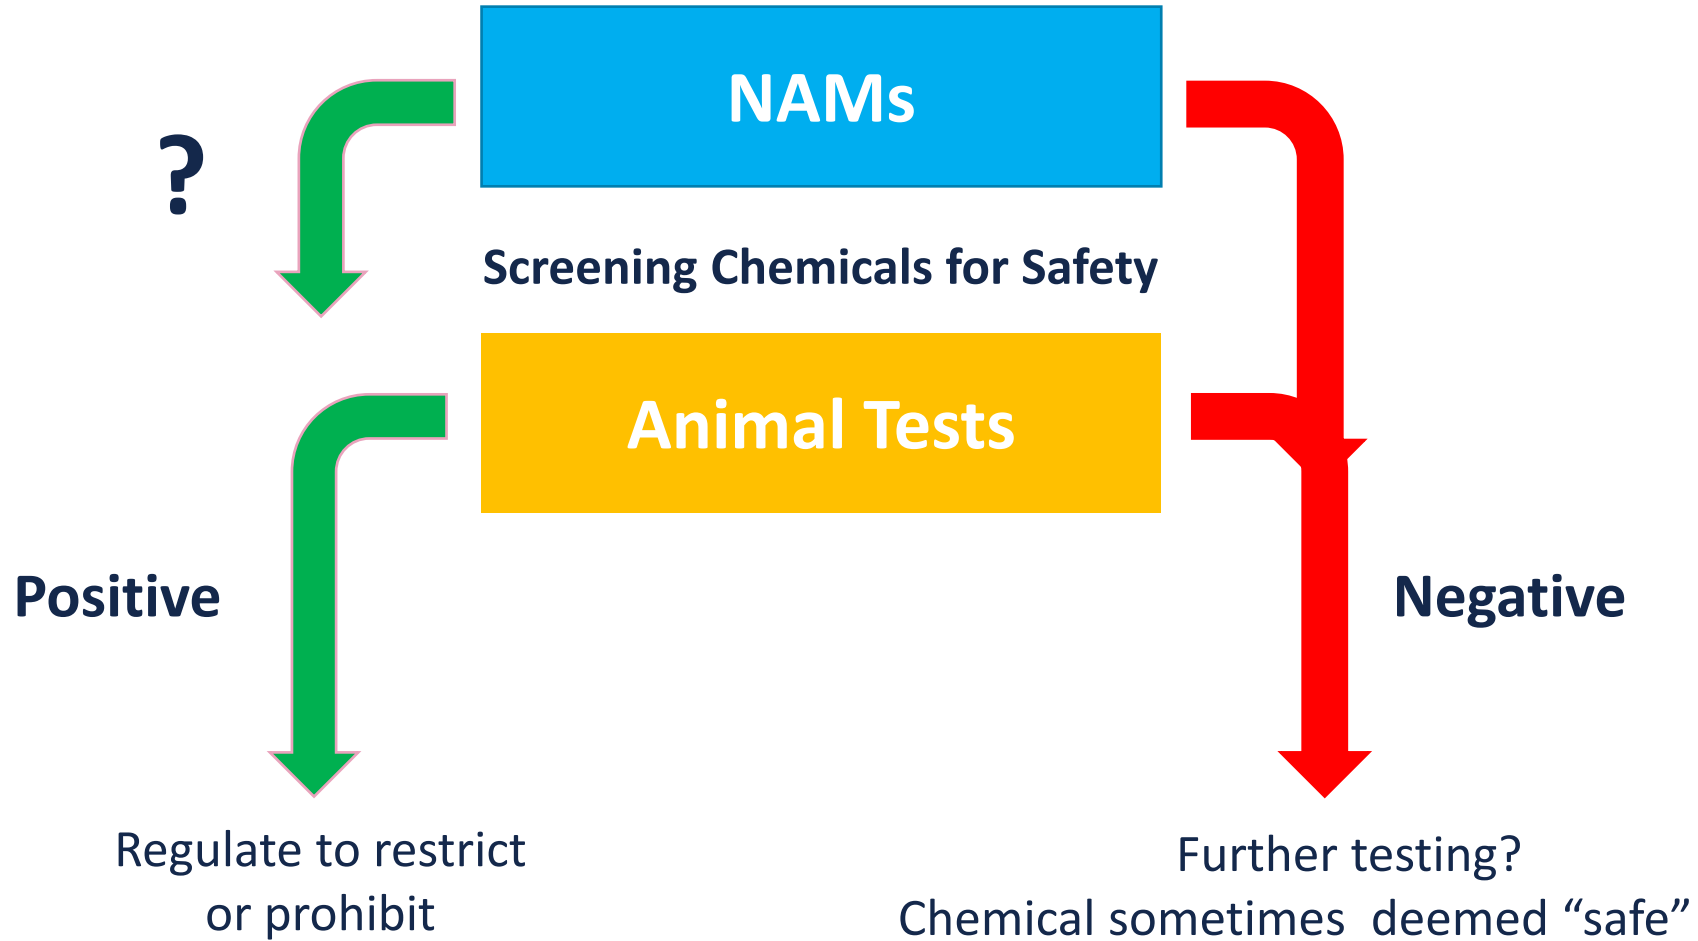 NAMs
?
Screening Chemicals for Safety
Animal Tests
Positive
Negative
Regulate to restrict
or prohibit
Further testing?
Chemical sometimes  deemed “safe”